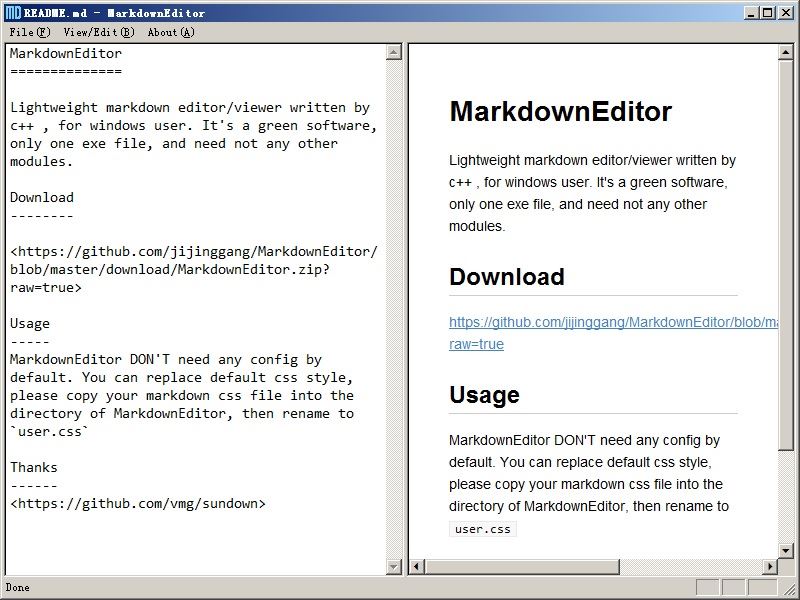 README.md - MarkdownEditor
File(F) View/Edit(B) About(A)
MarkdownEditor
==============
Lightweight markdown editor/viewer written by
c++ , for windows user. It's a green software,
only one exe file, and need not any other
modules.
Download
--------
<https://github.com/jijinggang/MarkdownEditor/
blob/master/download/MarkdownEditor.zip?
raw=true>
Usage
-----
MarkdownEditor DON'T need any config by
default. You can replace default css style,
please copy your markdown css file into the
directory of MarkdownEditor, then rename to
`user.css`
Thanks
------
<https://github.com/vmg/sundown>
MarkdownEditor
Lightweight markdown editor/viewer written by
c++ , for windows user. It's a green software,
only one exe file, and need not any other
modules.
Download
https://github.com/jijinggang/MarkdownEditor/blob/ma
raw=true
Usage
MarkdownEditor DON'T need any config by
default. You can replace default css style,
please copy your markdown css file into the
directory of MarkdownEditor, then rename to
user.css
Done